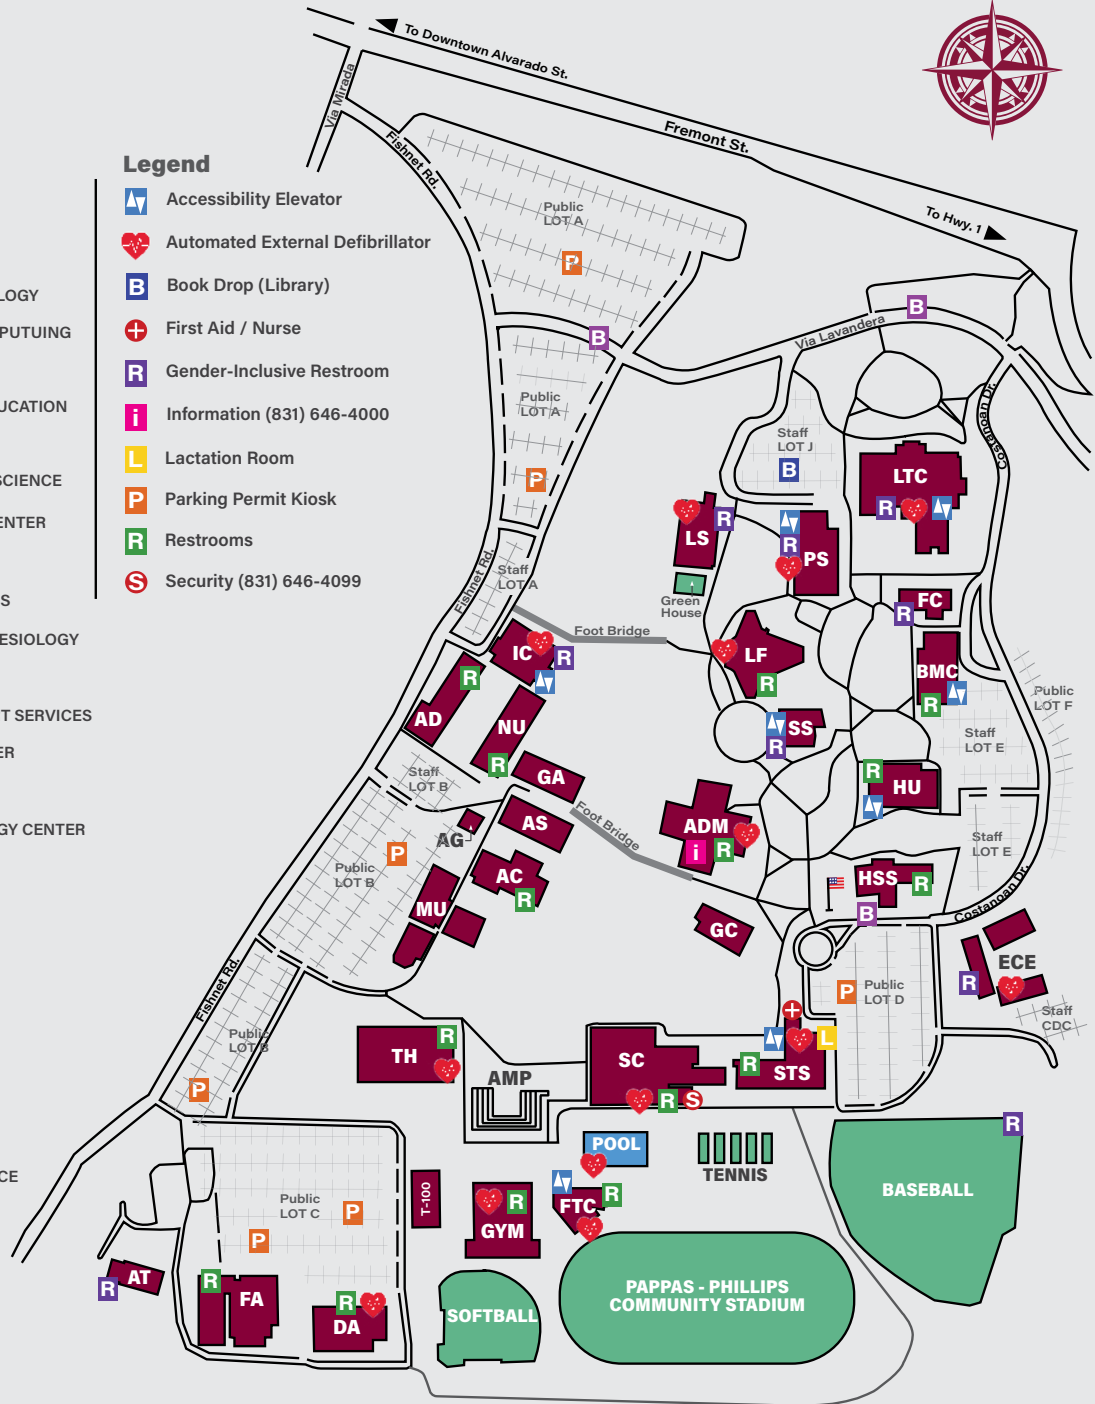 To Downtown Alvarado St.
Via Mirada
Fremont St.
Fishnet Rd.
To Hwy. 1
Legend
Accessibility Elevator
Automated External Defibrillator
B
Book Drop (Library)
First Aid / Nurse
R
Gender-Inclusive Restroom
i
Information (831) 646-4000
L
Lactation Room
P
Parking Permit Kiosk
R
Restrooms
S
Security (831) 646-4099
LOGY
PUTUING
UCATION
SCIENCE
ENTER
S
ESIOLOGY
T SERVICES
ER
GY CENTER
CE
Public
LOT A
P
B
Via Lavandera
B
Public
LOT A
P
Costanoan Dr.
Staff
LOT J
B
LTC
R
LS
R
R
PS
Fishnet Rd.
Staff
LOT A
Green
House
FC
R
Foot Bridge
IC
R
LF
R
BMC
R
Public
LOT F
R
AD
NU
R
SS
R
Staff
LOT E
Staff
LOT B
GA
R
HU
AG
AS
Foot Bridge
ADM
i
R
Staff
LOT E
P
Public
LOT B
AC
R
MU
HSS
R
B
Costanoan Dr.
GC
ECE
R
Fishnet Rd.
P
Public
LOT D
Staff
CDC
Public
LOT B
P
TH
R
AMP
SC
R
S
R
STS
L
POOL
TENNIS
R
BASEBALL
Public
LOT C
P
P
T-100
R
GYM
FTC
R
AT
R
R
FA
R
DA
SOFTBALL
PAPPAS - PHILLIPS
COMMUNITY STADIUM